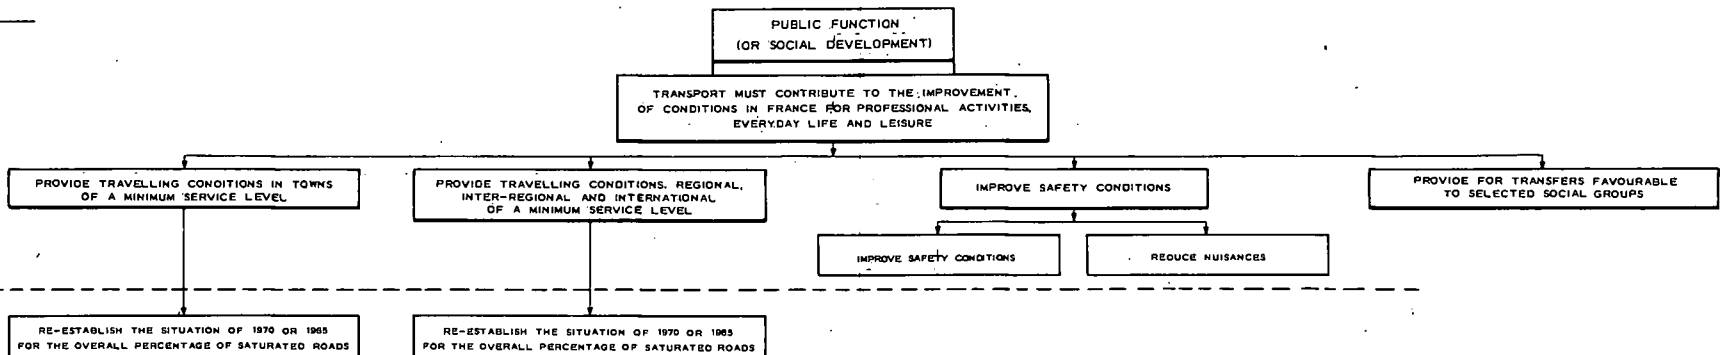 PUBLIC FUNCTION
(OR SOCIAL DEVELOPMENT)
TRANSPORT MUST CONTRIBUTE TO THE IMPROVEMENT
OF CONDITIONS IN FRANCE FOR PROFESSIONAL ACTIVITIES,
EVERYDAY LIFE AND LEISURE
PROVIDE TRAVELLING CONDITIONS IN TOWNS
OF A MINIMUM SERVICE LEVEL
PROVIDE TRAVELLING CONDITIONS, REGIONAL,
INTER-REGIONAL AND INTERNATIONAL
OF A MINIMUM SERVICE LEVEL
IMPROVE SAFETY CONDITIONS
PROVIDE FOR TRANSFERS FAVOURABLE
TO SELECTED SOCIAL GROUPS
IMPROVE SAFETY CONDITIONS
REDUCE NUISANCES
RE-ESTABLISH THE SITUATION OF 1970 OR 1965
FOR THE OVERALL PERCENTAGE OF SATURATED ROADS
RE-ESTABLISH THE SITUATION OF 1970 OR 1965
FOR THE OVERALL PERCENTAGE OF SATURATED ROADS